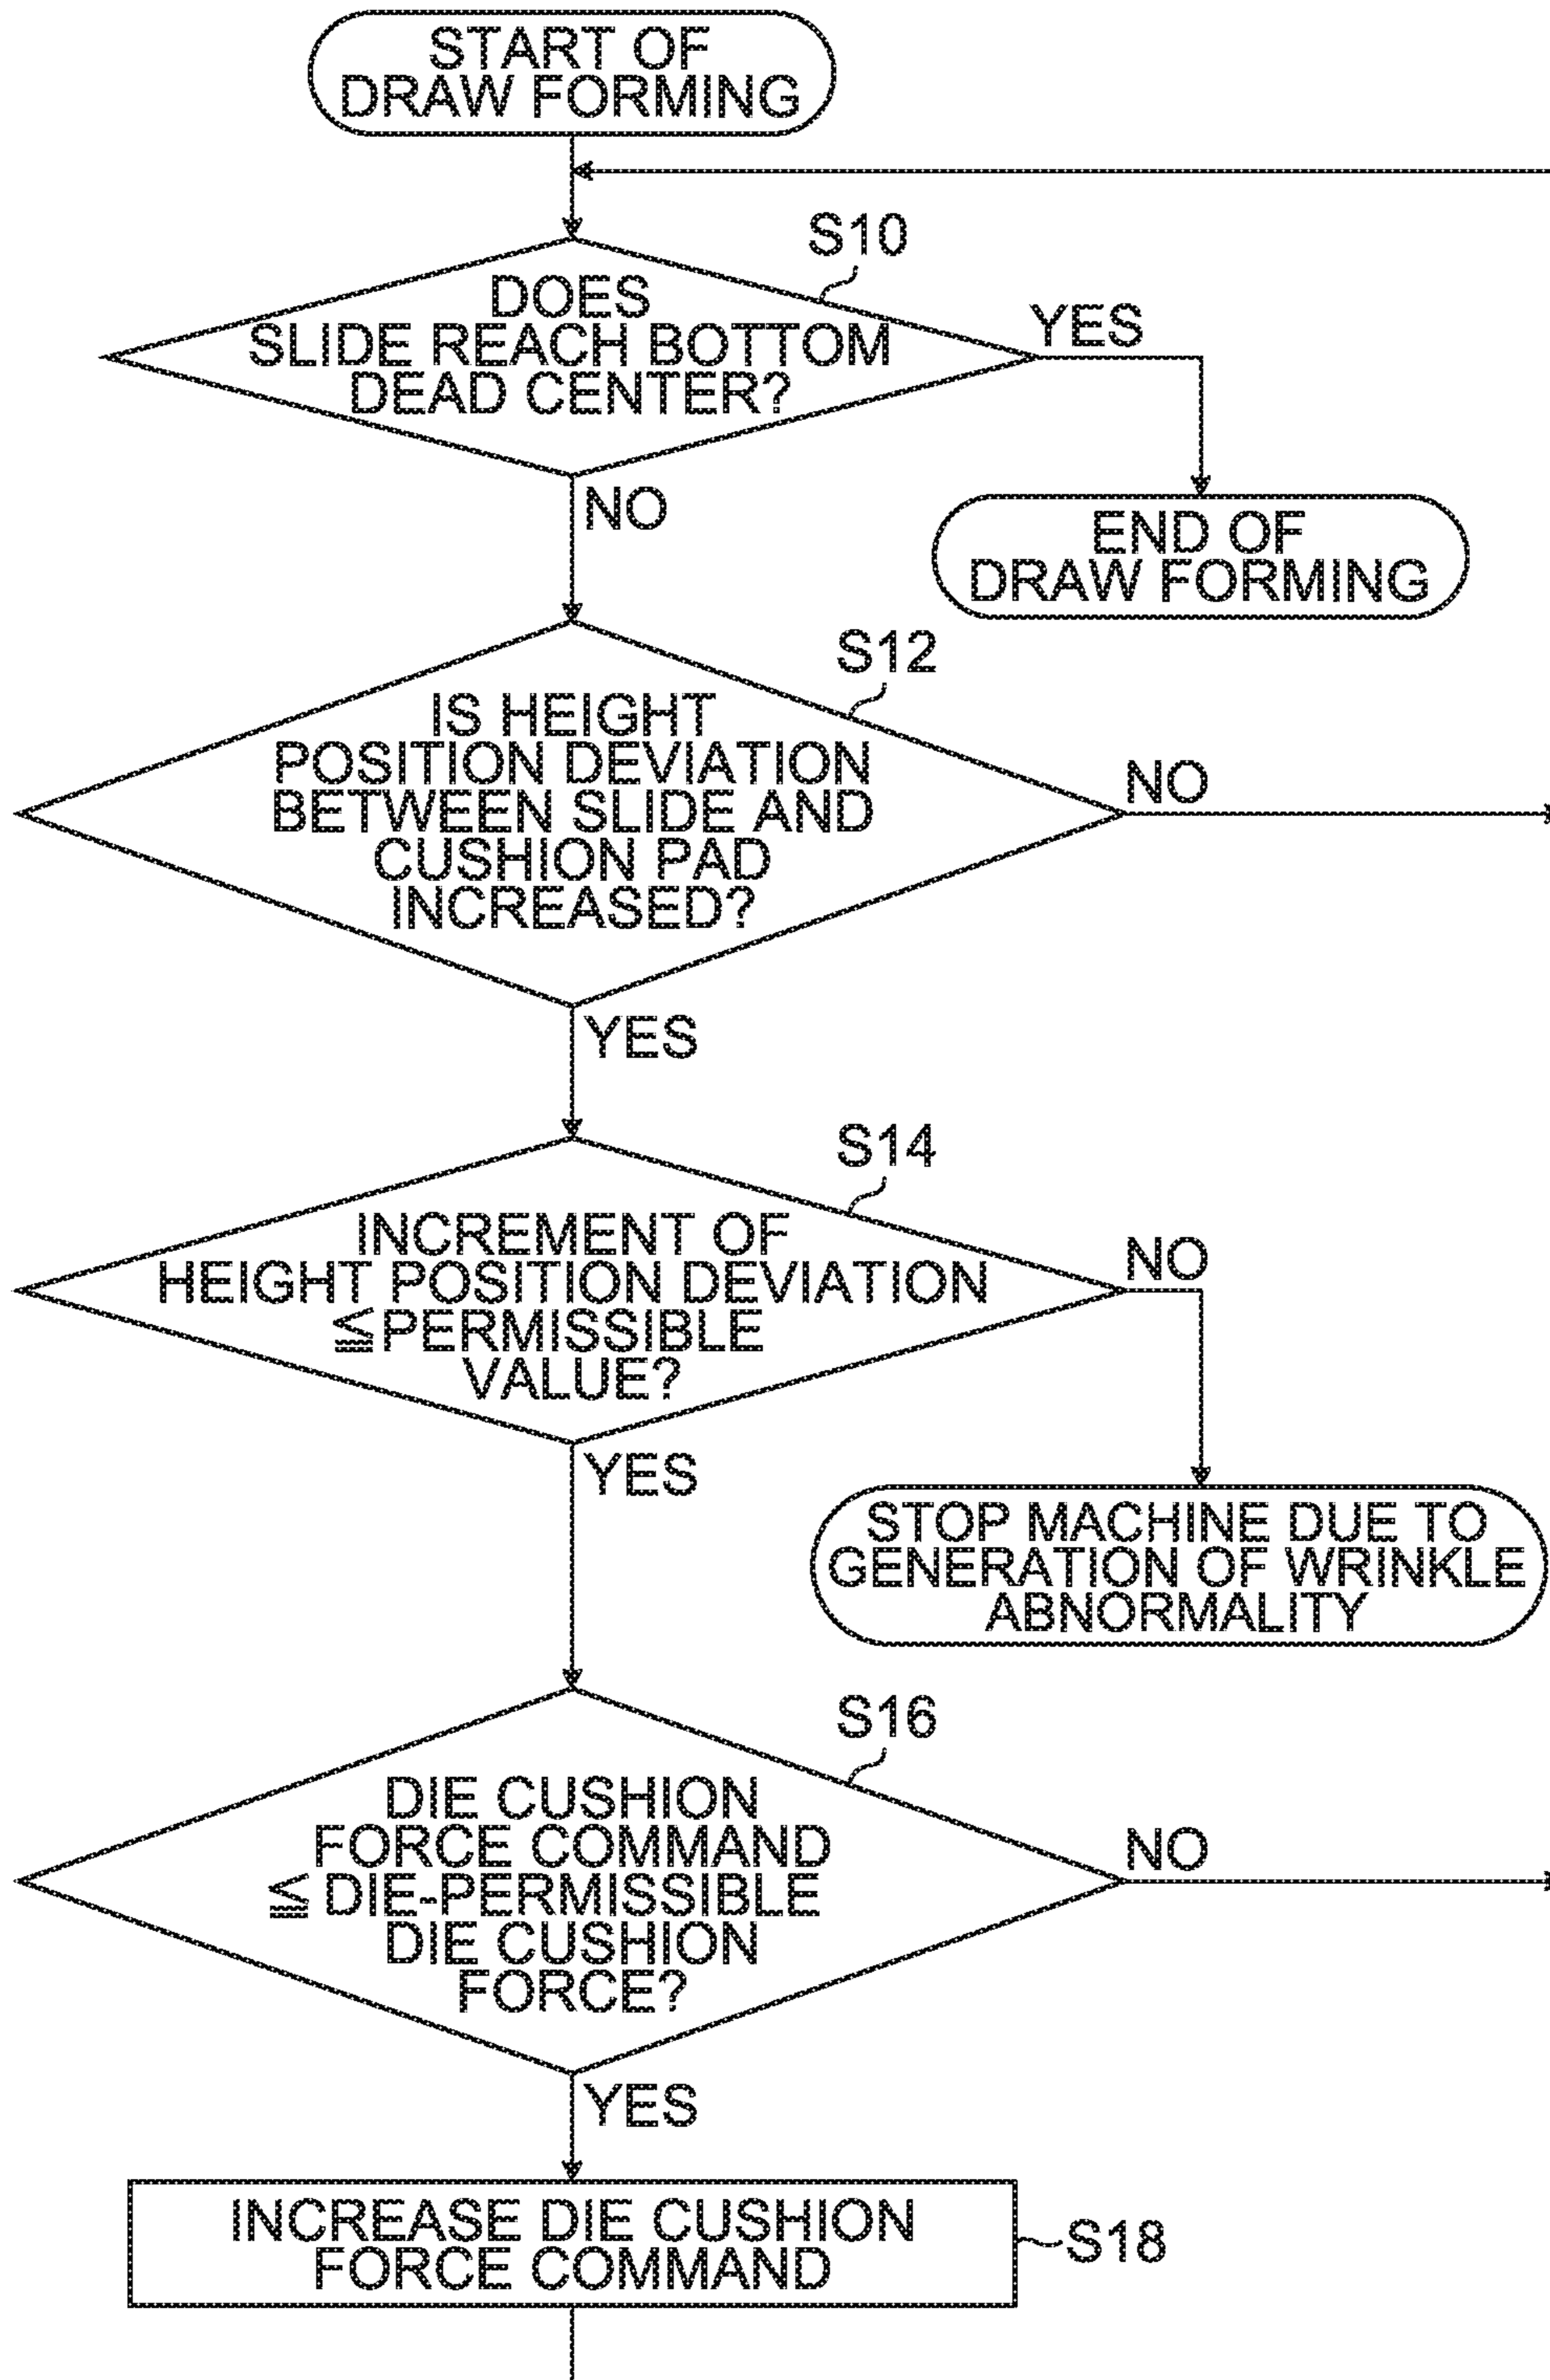 START OF
DRAW FORMING
S10
DOES
SLIDE REACH BOTTOM
DEAD CENTER?
YES
NO
END OF
DRAW FORMING
S12
IS HEIGHT
POSITION DEVIATION
BETWEEN SLIDE AND
CUSHION PAD
INCREASED?
NO
YES
S14
INCREMENT OF
HEIGHT POSITION DEVIATION
≦PERMISSIBLE
VALUE?
NO
YES
STOP MACHINE DUE TO
GENERATION OF WRINKLE
ABNORMALITY
S16
DIE CUSHION
FORCE COMMAND
≦ DIE-PERMISSIBLE
DIE CUSHION
FORCE?
NO
YES
INCREASE DIE CUSHION
FORCE COMMAND
S18